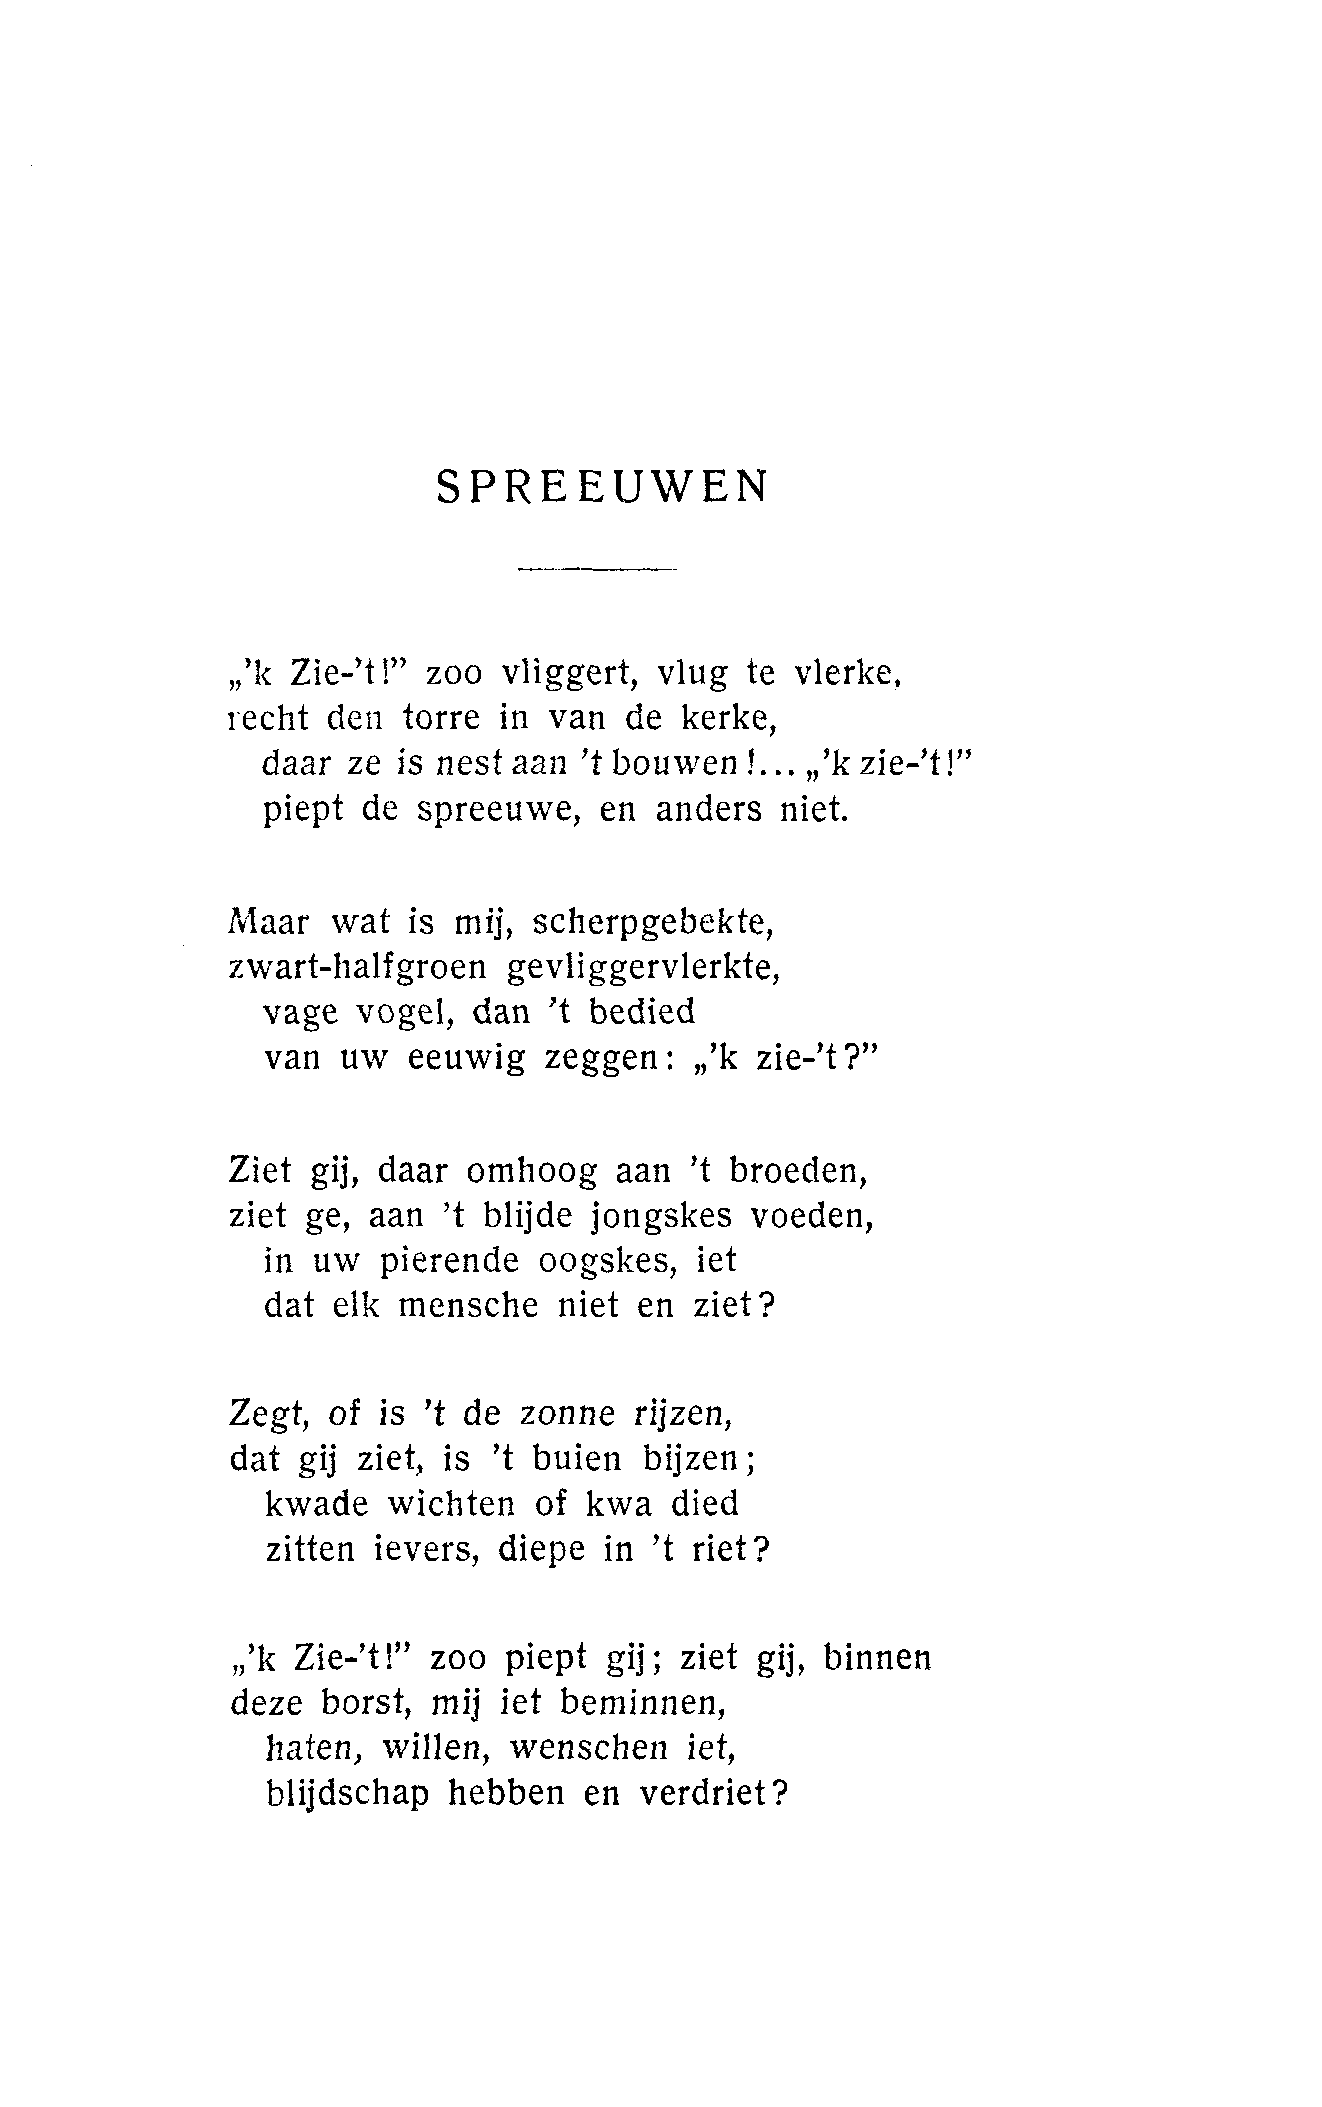 SPREEUWEN
„’k Zie-’t!” zoo vliggert, vlug te vlerke,
recht den torre in van de kerke,
daar ze is nest aan ’t bouwen!... „’k zie-’t!”
piept de spreeuwe, en anders niet.
Maar wat is mij, scherpgebekte,
zwart-halfgroen gevliggervlerkte,
vage vogel, dan ’t bedied
van uw eeuwig zeggen: „’k zie-’t?”
Ziet gij, daar omhoog aan ’t broeden,
ziet ge, aan ’t blijde jongskes voeden,
in uw pierende oogskes, iet
dat elk mensche niet en ziet?
Zegt, of is ’t de zonne rijzen,
dat gij ziet, is ’t buien bijzen;
kwade wichten of kwa died
zitten ievers, diepe in ’t riet?
„’k Zie-’t!” zoo piept gij; ziet gij, binnen
deze borst, mij iet beminnen,
haten, willen, wenschen iet,
blijdschap hebben en verdriet?